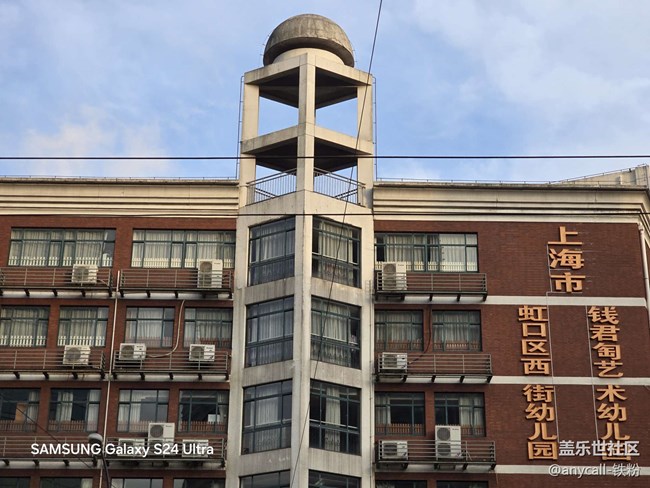 上海市
虹口区西街幼儿园
钱君匋艺术幼儿园
SAMSUNG Galaxy S24 Ultra
盖乐世社区
@anycall-铁粉